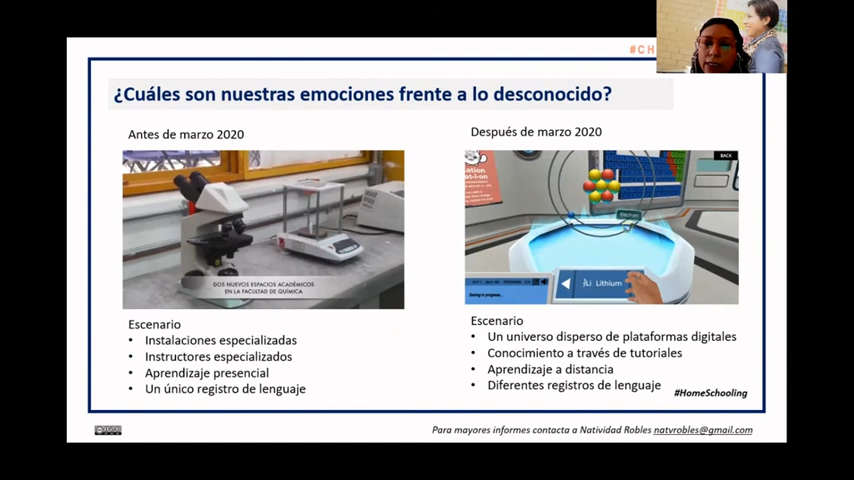 #CH
¿Cuáles son nuestras emociones frente a lo desconocido?
Antes de marzo 2020
DOS NUEVOS ESPACIOS ACADÉMICOS
EN LA FACULTAD DE QUÍMICA
Escenario
• Instalaciones especializadas
• Instructores especializados
• Aprendizaje presencial
• Un único registro de lenguaje
Después de marzo 2020
BACK
Electron
Li Lithium
Escenario
• Un universo disperso de plataformas digitales
• Conocimiento a través de tutoriales
• Aprendizaje a distancia
• Diferentes registros de lenguaje
#HomeSchooling
Para mayores informes contacta a Natividad Robles natvrobles@gmail.com